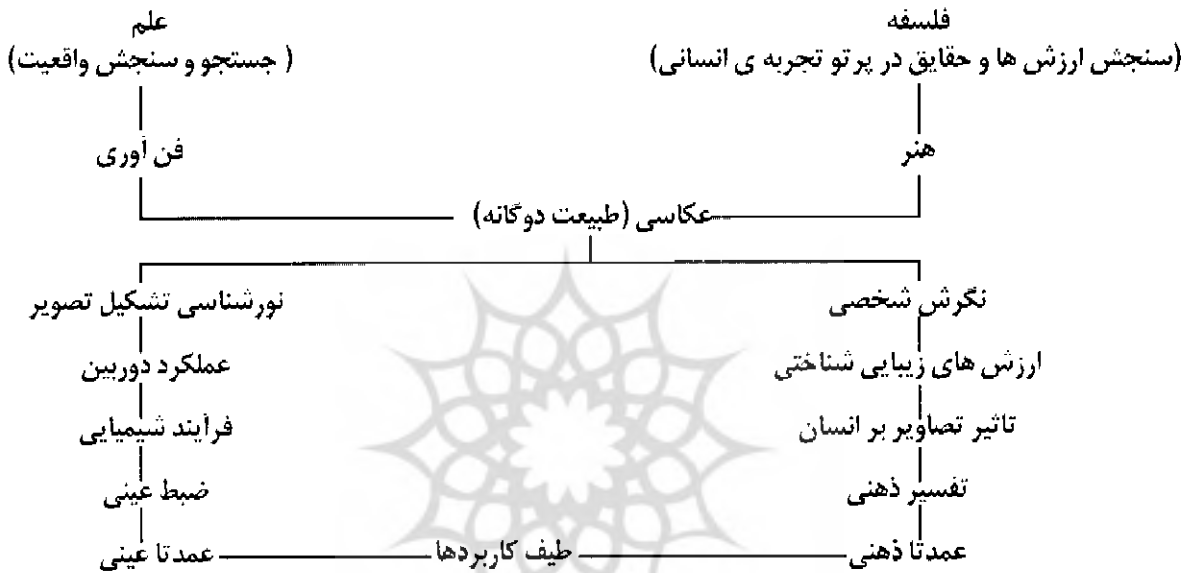 فلسفه
(سنجش ارزش ها و حقایق در پرتو تجربه ی انسانی)
هنر
علم
(جستجو و سنجش واقعیت)
فن آوری
عکاسی (طبیعت دوگانه)
نگرش شخصی
ارزش های زیبایی شناختی
تاثیر تصاویر بر انسان
تفسیر ذهنی
عمدتا ذهنی
نورشناسی تشکیل تصویر
عملکرد دوربین
فرآیند شیمیایی
ضبط عینی
عمدتا عینی
طیف کاربردها